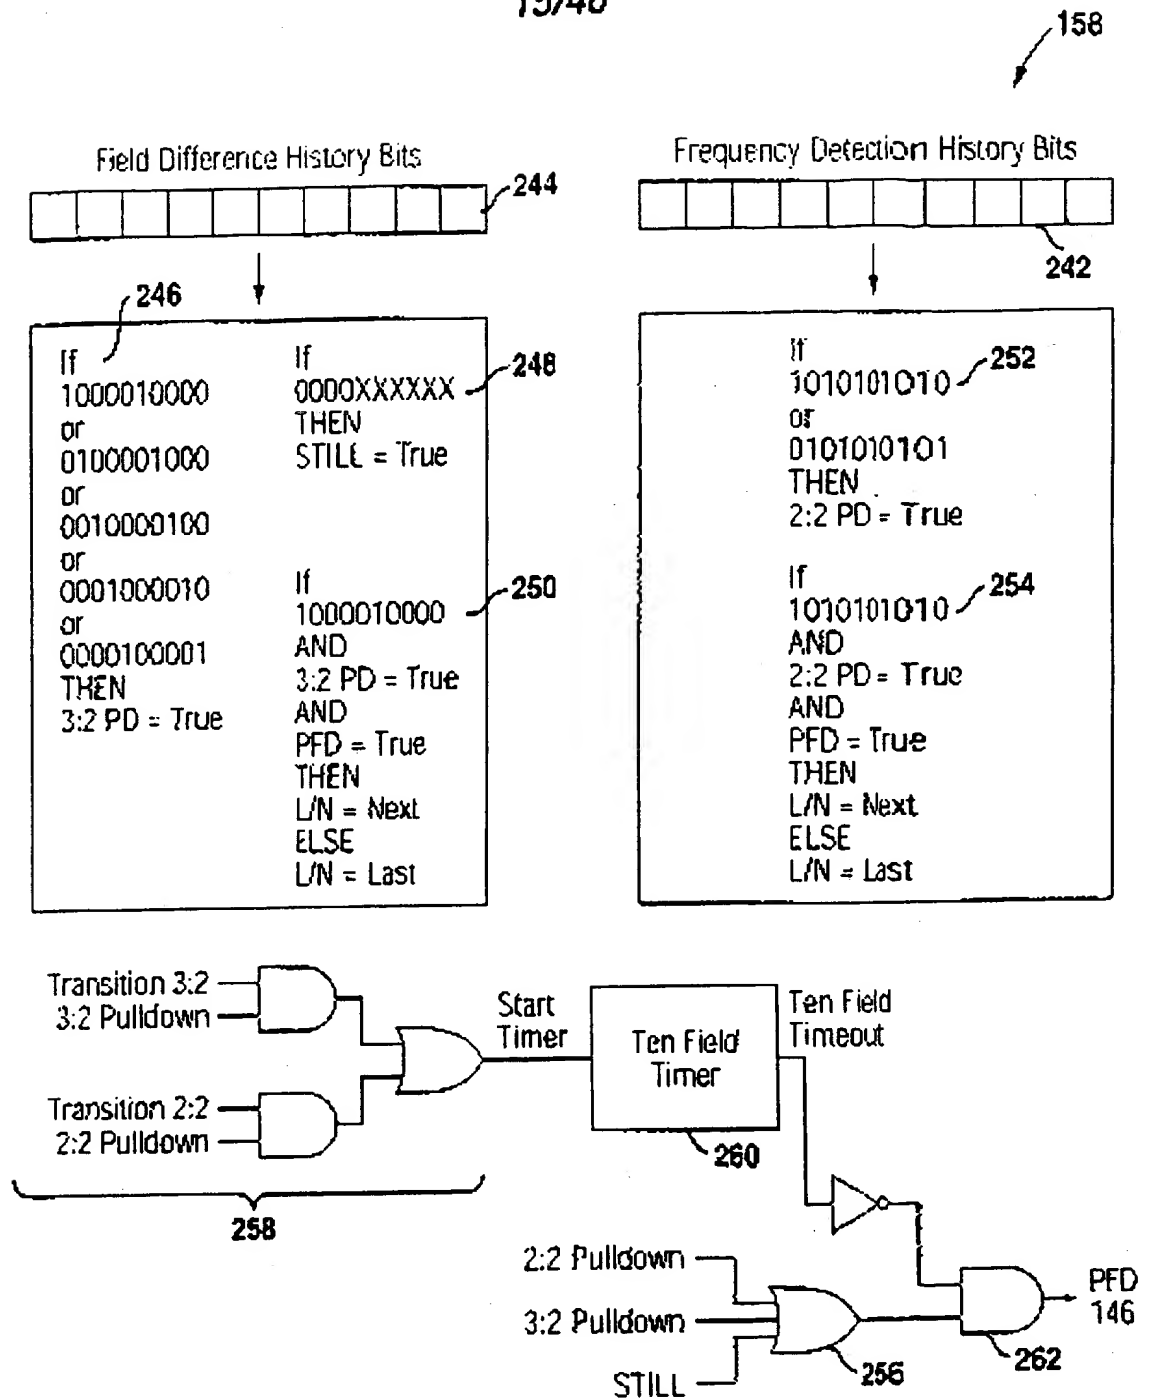 158
Field Difference History Bits
244
Frequency Detection History Bits
242
246
If
1000010000
or
0100001000
or
0010000100
or
0001000010
or
0000100001
THEN
3:2 PD = True
If
0000XXXXXX
248
THEN
STILL = True
If
1000010000
250
AND
3:2 PD = True
AND
PFD = True
THEN
L/N = Next
ELSE
L/N = Last
If
1010101010
252
or
0101010101
THEN
2:2 PD = True
If
1010101010
254
AND
2:2 PD = True
AND
PFD = True
THEN
L/N = Next
ELSE
L/N = Last
Transition 3:2
3:2 Pulldown
Transition 2:2
2:2 Pulldown
258
Start
Timer
Ten Field
Timer
260
Ten Field
Timeout
2:2 Pulldown
3:2 Pulldown
STILL
256
262
PFD
146